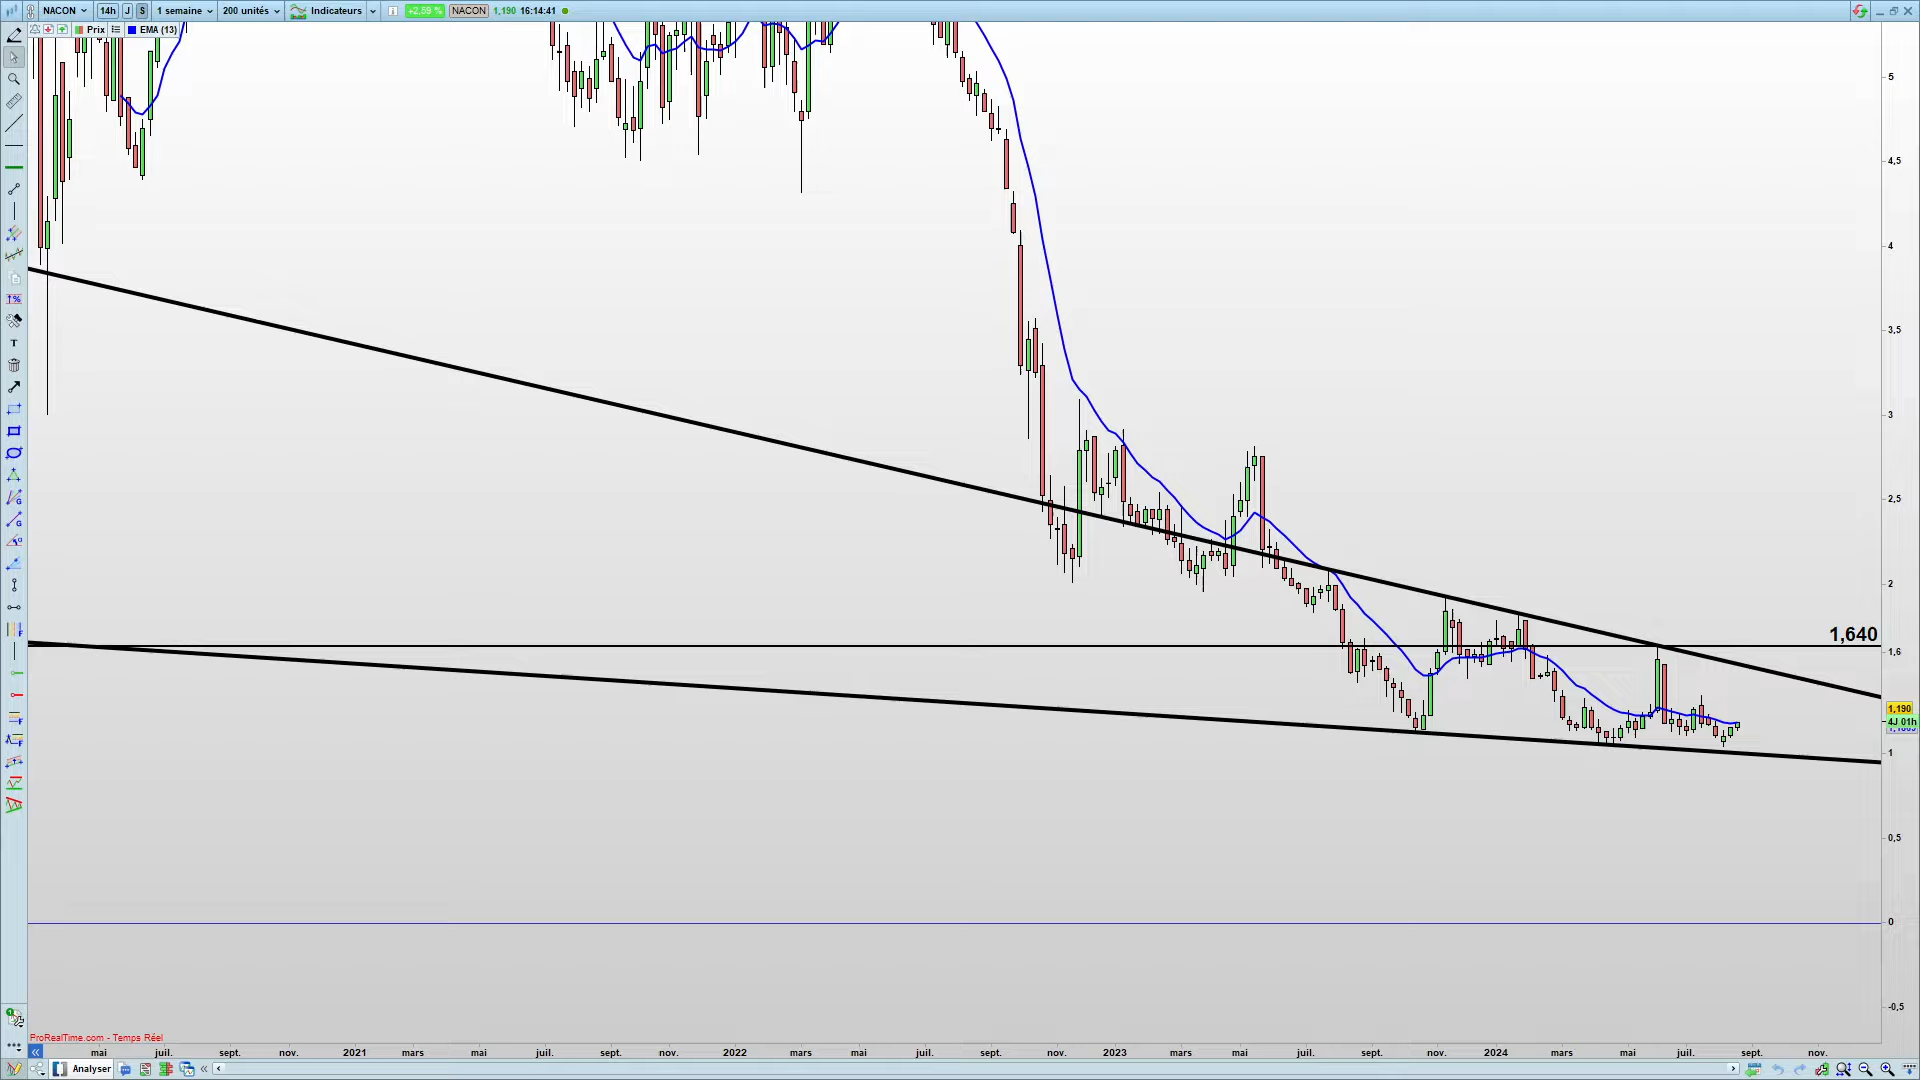 NACON 14h J S 1 semaine 200 unités Indicateurs i +2,59 % NACON 1,190 16:14:41
Prix EMA (13)
5
4,5
4
3,5
3
2,5
2
1,640
1,6
1,190
4J 01h
1
0,5
0
-0,5
ProRealTime.com - Temps Réel
mai juil. sept. nov. 2021 mars mai juil. sept. nov. 2022 mars mai juil. sept. nov. 2023 mars mai juil. sept. nov. 2024 mars mai juil. sept. nov.
Analyser